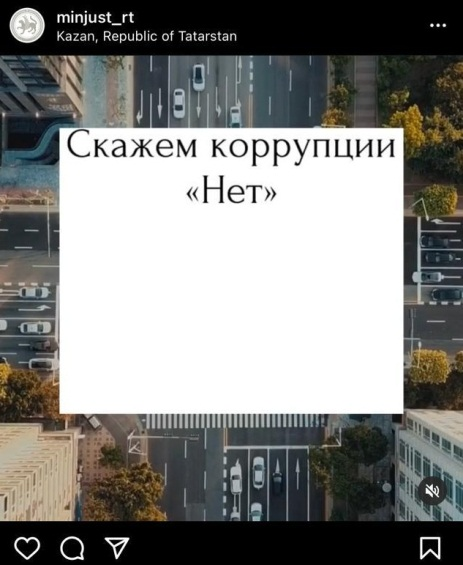 minjust_rt
Kazan, Republic of Tatarstan
Скажем коррупции
«Нет»